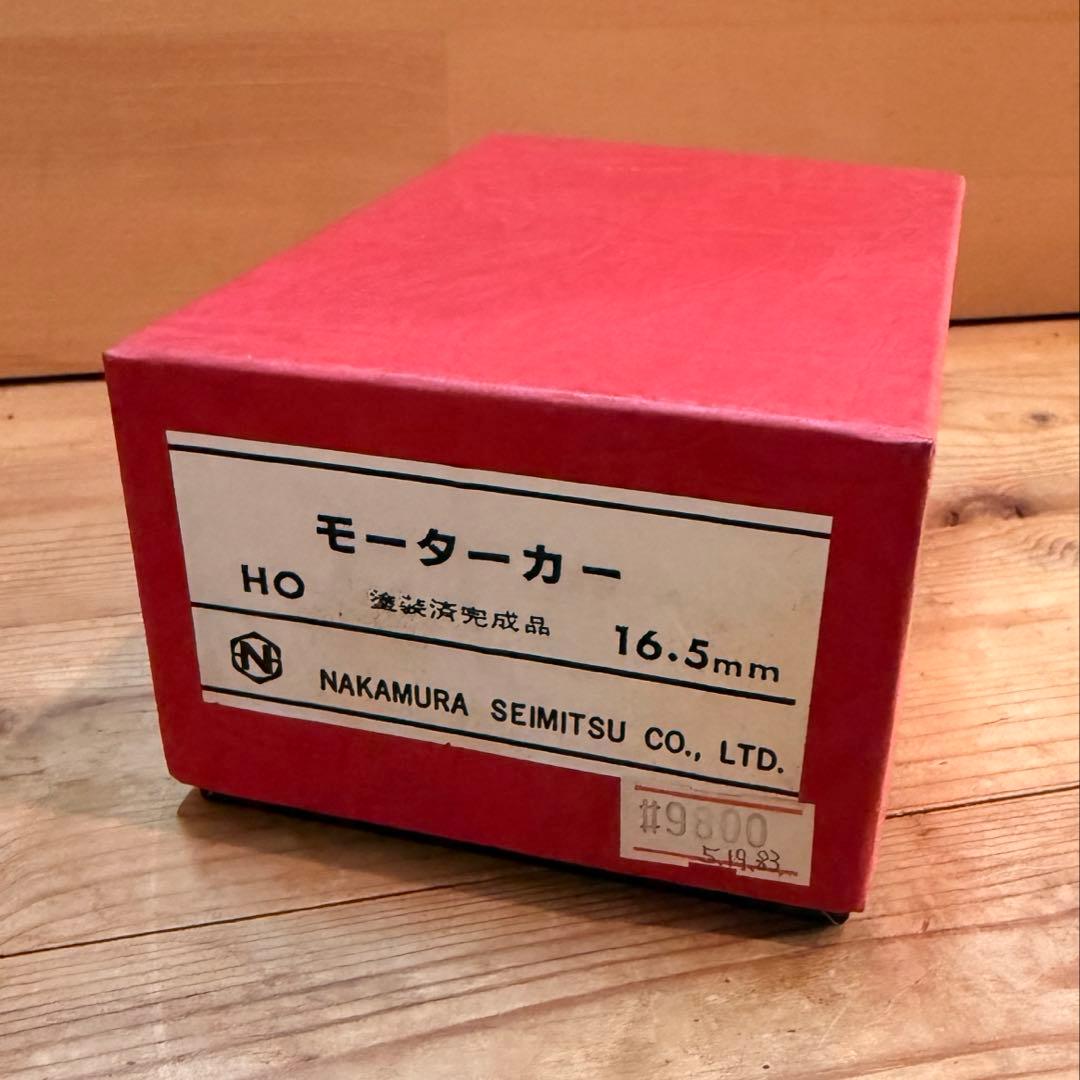 モーターカー
HO 塗装済完成品 16.5mm
N NAKAMURA SEIMITSU CO., LTD.
#9800
5.19.83